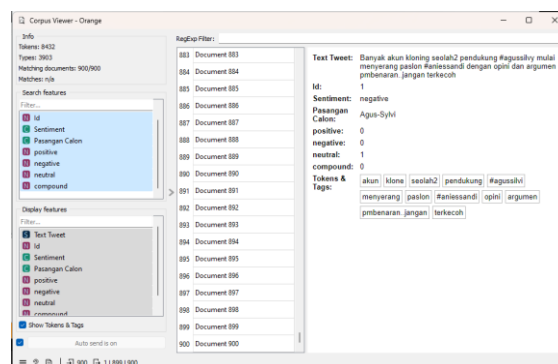 Corpus Viewer - Orange
Info
Tokens: 8432
Types: 3903
Matching documents: 900/900
Matches: n/a
Search features
Filter...
N Id
C Sentiment
C Pasangan Calon
N positive
N negative
N neutral
N compound
Display features
Filter...
S Text Tweet
N Id
C Sentiment
C Pasangan Calon
N positive
N negative
N neutral
N compound
Show Tokens & Tags
Auto send is on
900 1 | 899 | 900
RegExp Filter:
883 Document 883
884 Document 884
885 Document 885
886 Document 886
887 Document 887
888 Document 888
889 Document 889
890 Document 890
891 Document 891
892 Document 892
893 Document 893
894 Document 894
895 Document 895
896 Document 896
897 Document 897
898 Document 898
899 Document 899
900 Document 900
Text Tweet: Banyak akun kloning seolah2 pendukung #agussilvy mulai
menyerang paslon #aniessandi dengan opini dan argumen
pmbenaran..jangan terkecoh
Id: 1
Sentiment: negative
Pasangan Calon: Agus-Sylvi
positive: 0
negative: 0
neutral: 1
compound: 0
Tokens & Tags: akun klone seolah2 pendukung #agussilvi
menyerang paslon #aniessandi opini argumen
pmbenaran..jangan terkecoh